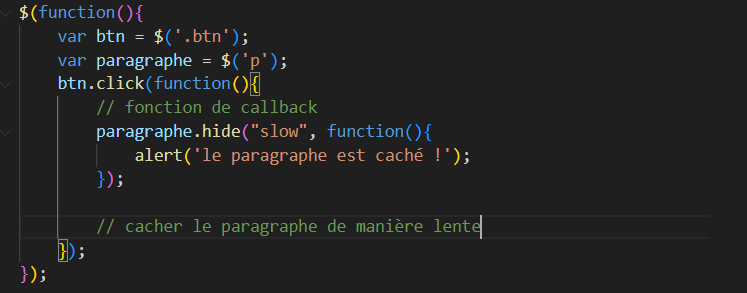 $(function(){
var btn = $('.btn');
var paragraphe = $('p');
btn.click(function(){
// fonction de callback
paragraphe.hide("slow", function(){
alert('le paragraphe est caché !');
});
// cacher le paragraphe de manière lente
});
});